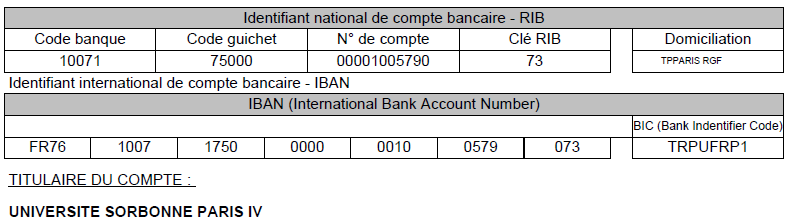 Identifiant national de compte bancaire - RIB
Code banque Code guichet N° de compte Clé RIB Domiciliation
10071 75000 00001005790 73 TPPARIS RGF
Identifiant international de compte bancaire - IBAN
IBAN (International Bank Account Number)
BIC (Bank Indentifier Code)
FR76 1007 1750 0000 0010 0579 073 TRPUFRP1
TITULAIRE DU COMPTE :
UNIVERSITE SORBONNE PARIS IV